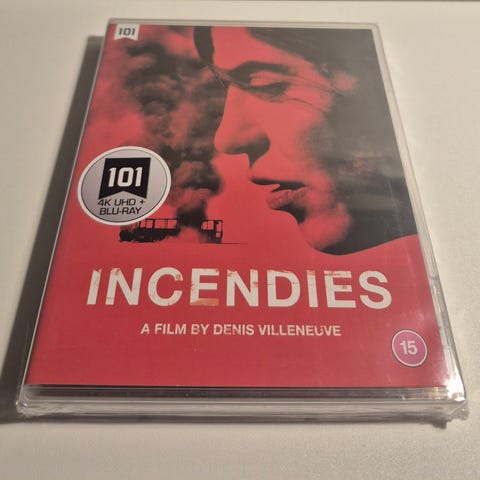 101
101
4K UHD +
BLU-RAY
INCENDIES
A FILM BY DENIS VILLENEUVE
15